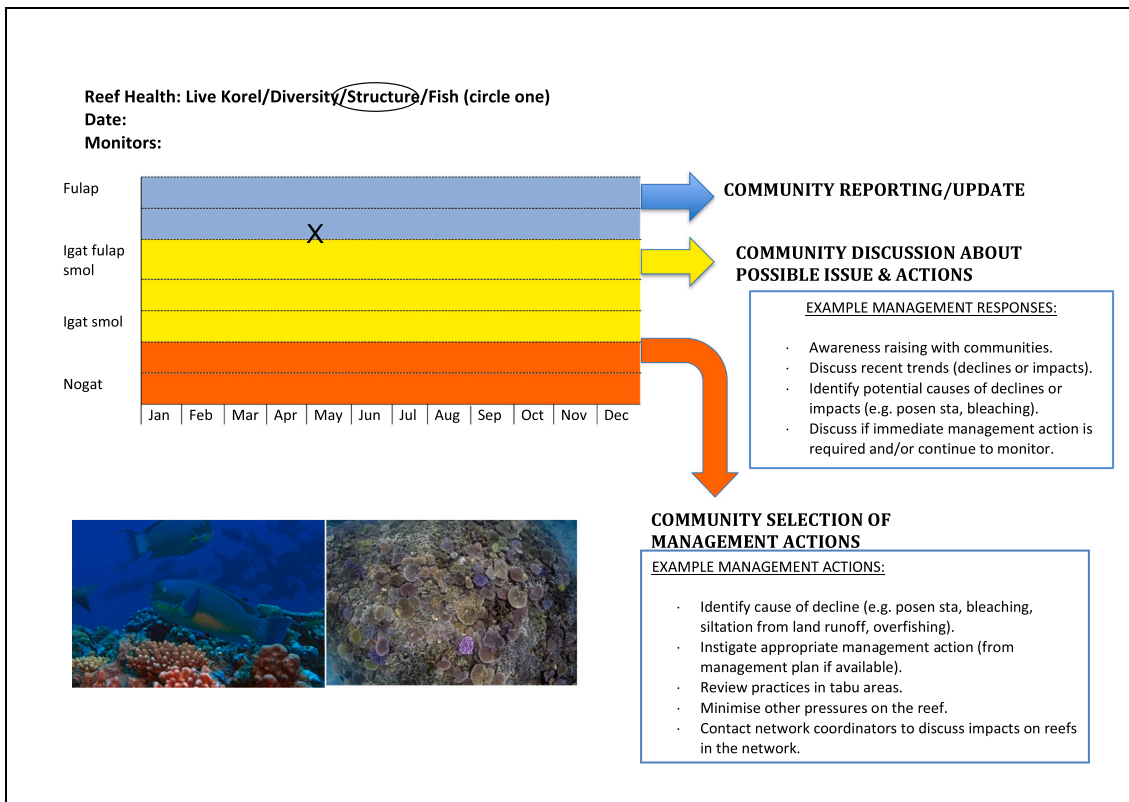 Reef Health: Live Korel/Diversity/Structure/Fish (circle one)
Date:
Monitors:
Fulap
Igat fulap
smol
Igat smol
Nogat
X
Jan Feb Mar Apr May Jun Jul Aug Sep Oct Nov Dec
COMMUNITY REPORTING/UPDATE
COMMUNITY DISCUSSION ABOUT
POSSIBLE ISSUE & ACTIONS
EXAMPLE MANAGEMENT RESPONSES:
· Awareness raising with communities.
· Discuss recent trends (declines or impacts).
· Identify potential causes of declines or
impacts (e.g. posen sta, bleaching).
· Discuss if immediate management action is
required and/or continue to monitor.
COMMUNITY SELECTION OF
MANAGEMENT ACTIONS
EXAMPLE MANAGEMENT ACTIONS:
· Identify cause of decline (e.g. posen sta, bleaching,
siltation from land runoff, overfishing).
· Instigate appropriate management action (from
management plan if available).
· Review practices in tabu areas.
· Minimise other pressures on the reef.
· Contact network coordinators to discuss impacts on reefs
in the network.